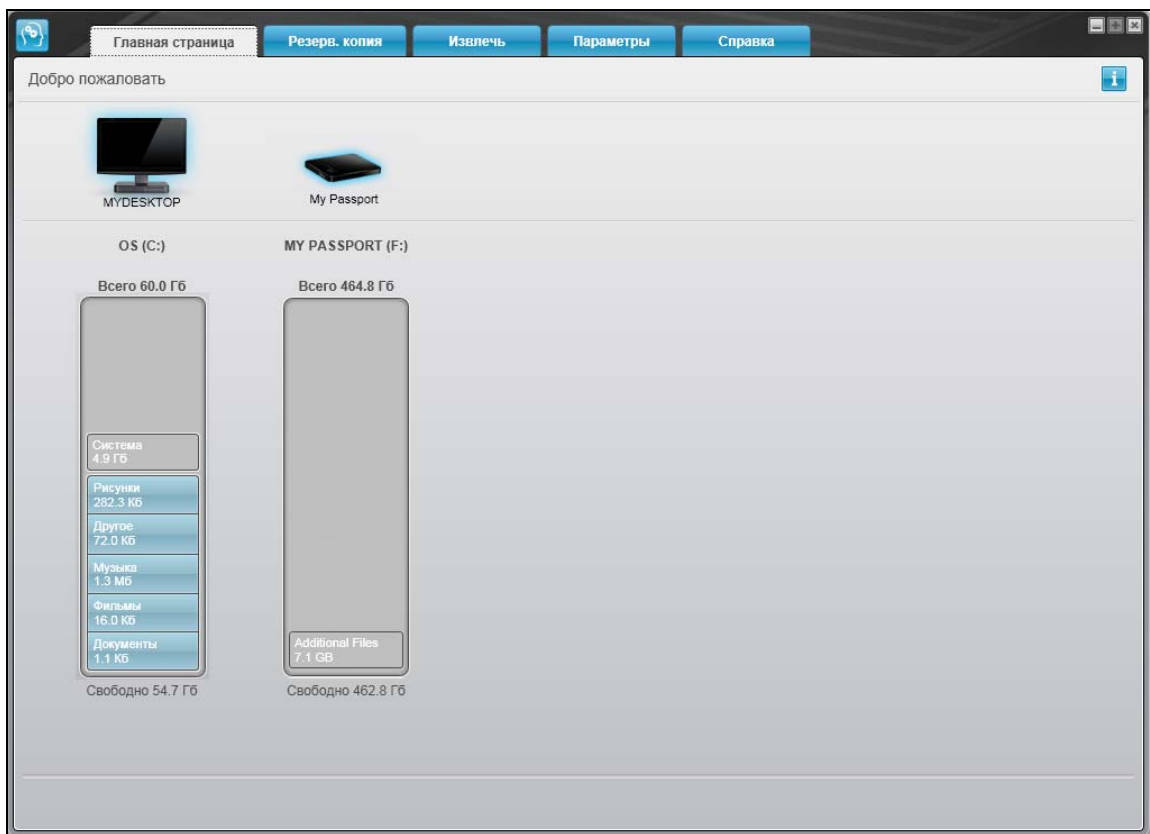 Главная страница
Резерв. копия
Извлечь
Параметры
Справка
Добро пожаловать
MYDESKTOP
My Passport
OS (C:)
MY PASSPORT (F:)
Всего 60.0 Гб
Всего 464.8 Гб
Система
4.9 Гб
Рисунки
282.3 Кб
Другое
72.0 Кб
Музыка
1.3 Мб
Фильмы
16.0 Кб
Документы
1.1 Кб
Additional Files
7.1 GB
Свободно 54.7 Гб
Свободно 462.8 Гб